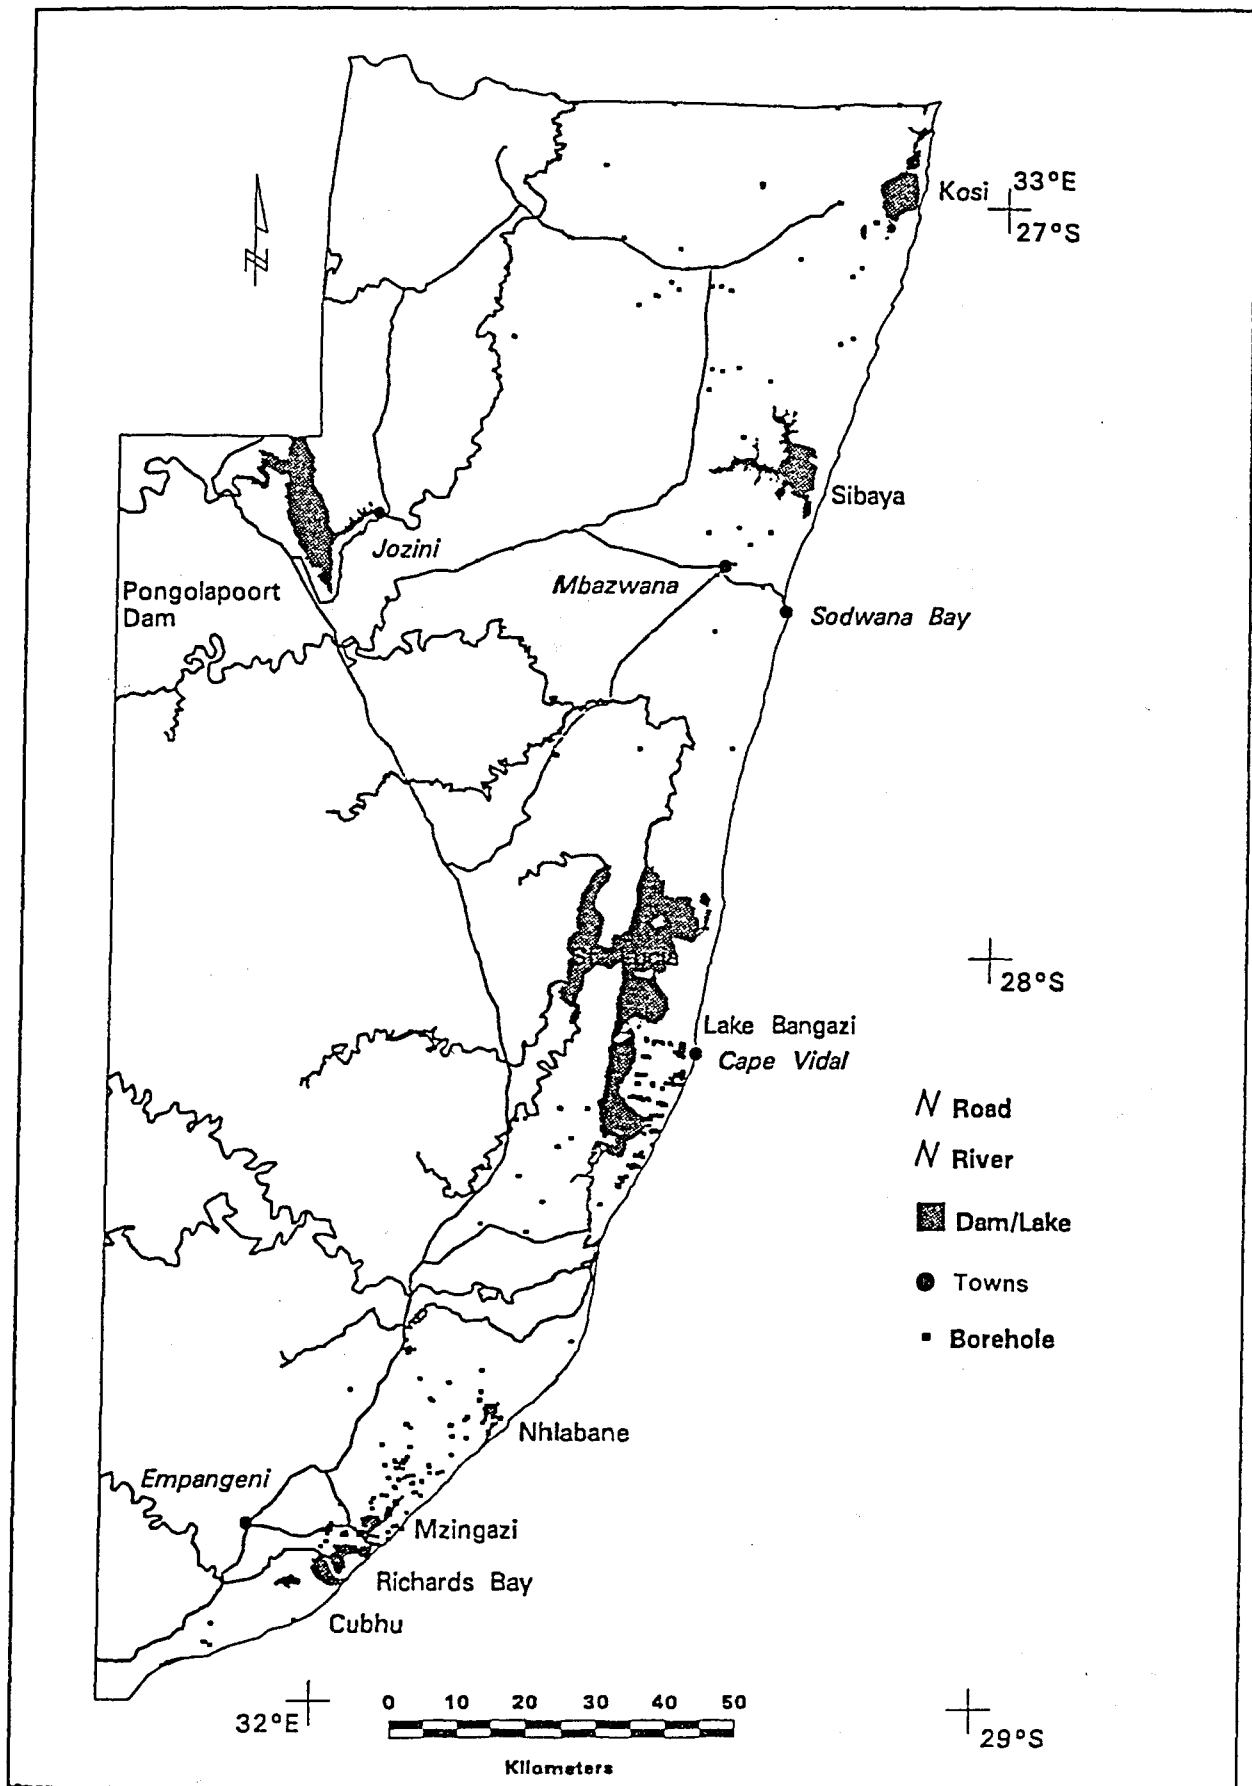 Kosi
33°E
27°S
Sibaya
Jozini
Pongolapoort
Dam
Mbazwana
Sodwana Bay
28°S
Lake Bangazi
Cape Vidal
N Road
N River
Dam/Lake
Towns
Borehole
Nhlabane
Empangeni
Mzingazi
Richards Bay
Cubhu
32°E
0 10 20 30 40 50
Kilometers
29°S